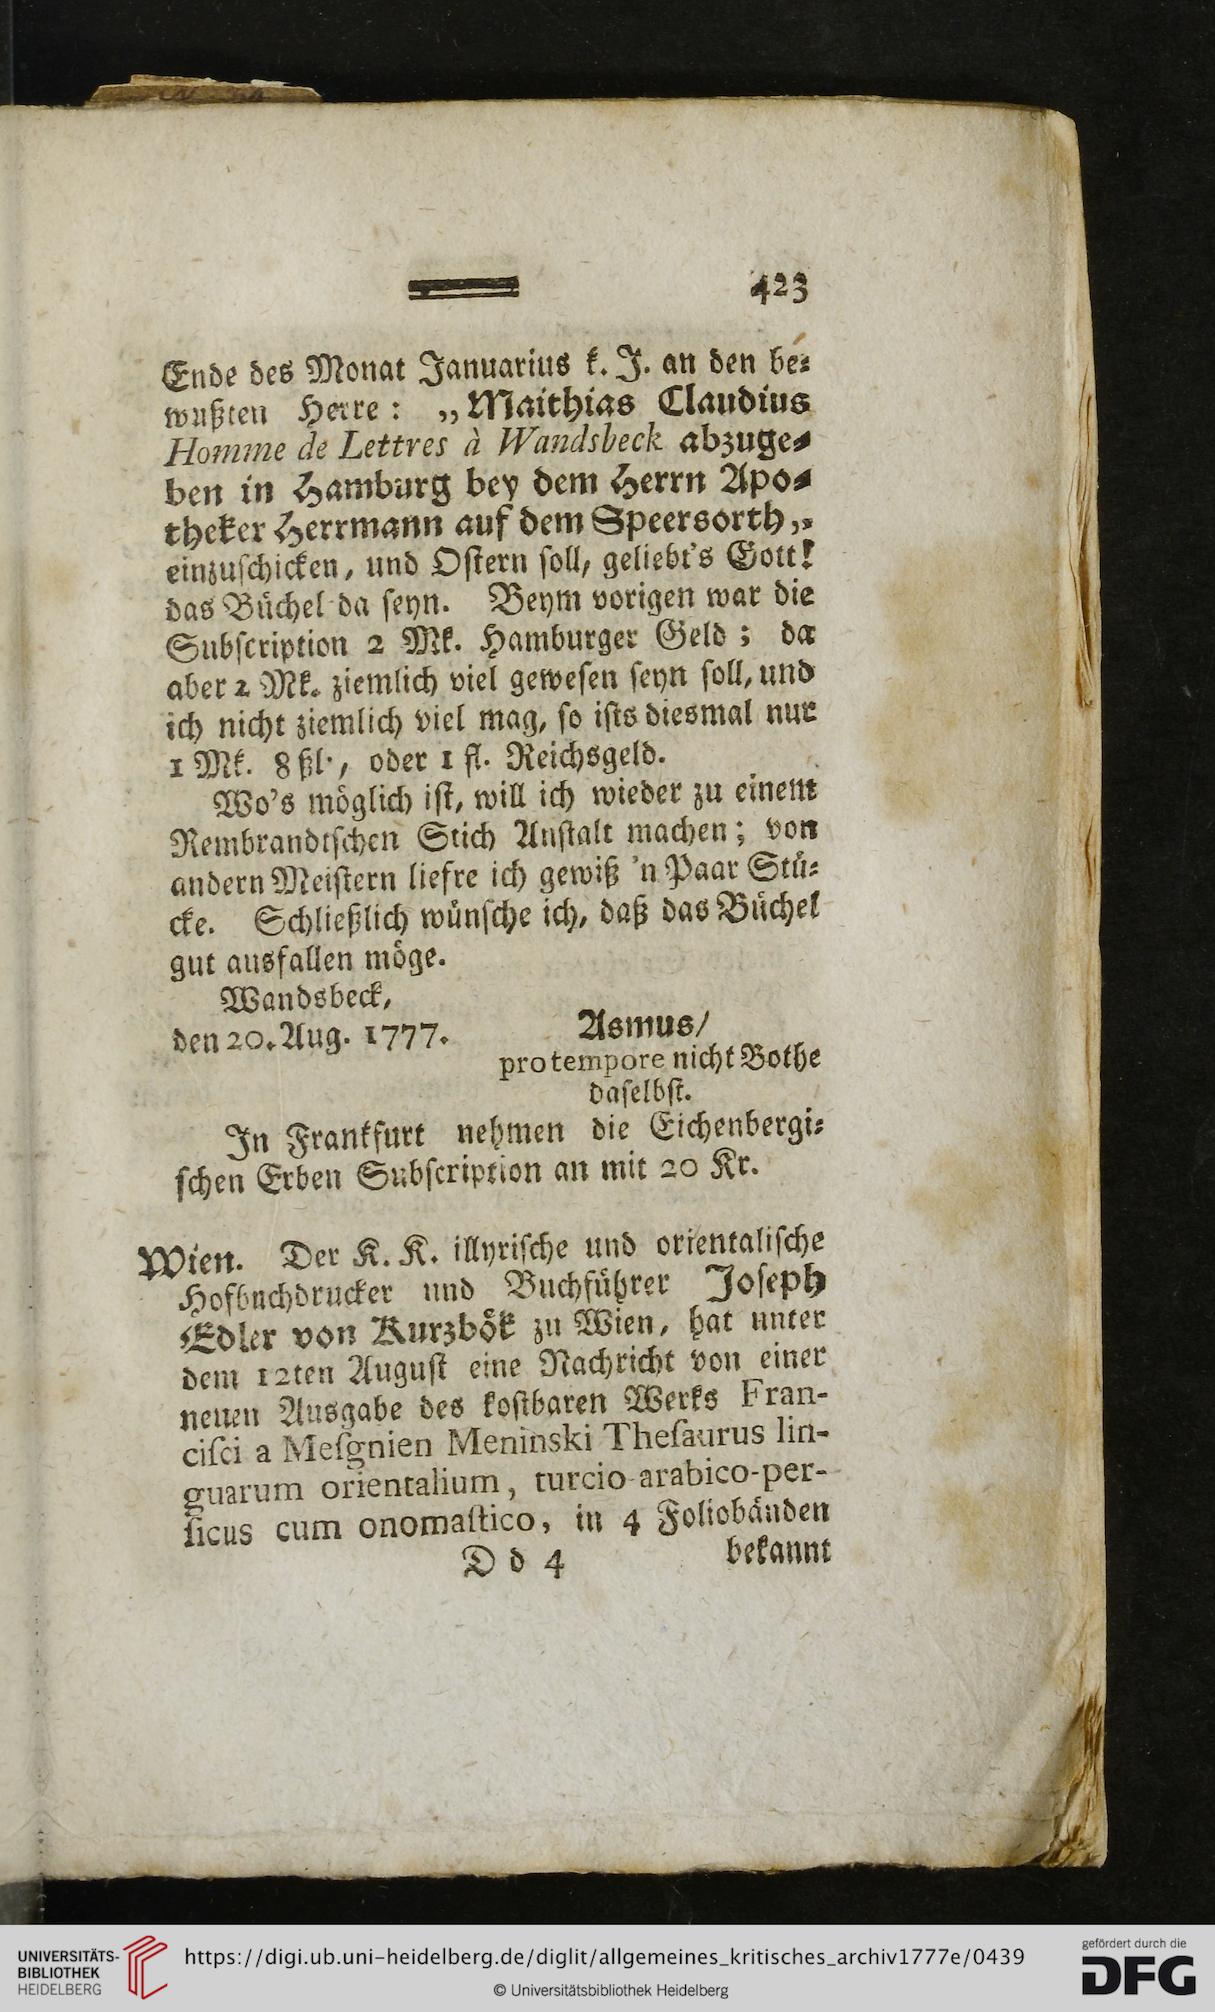 423
Ende des Monat Januarius k. J. an den be⸗
wußten Herre: „Maithias Claudius
Homme de Lettres à Wandsbeck abzuge⸗
ben in Hamburg bey dem Herrn Apo⸗
theker Herrmann auf dem Speersorth„
einzuschicken, und Ostern soll, geliebt's Gott!
das Büchel da seyn. Beym vorigen war die
Subscription 2 Mk. Hamburger Geld; da
aber 2 Mk. ziemlich viel gewesen seyn soll, und
ich nicht ziemlich viel mag, so ists diesmal nur
1 Mk. 8 ßl., oder 1 fl. Reichsgeld.
Wo's möglich ist, will ich wieder zu einem
Rembrandtschen Stich Anstalt machen; von
andern Meistern liefre ich gewiß 'n Paar Stü⸗
cke. Schließlich wünsche ich, daß das Büchel
gut ausfallen möge.
Wandsbeck,
den 20. Aug. 1777. Asmus/
pro tempore nicht Bothe
daselbst.
In Frankfurt nehmen die Eichenbergi⸗
schen Erben Subscription an mit 20 Kr.
Wien. Der K. K. illyrische und orientalische
Hofbuchdrucker und Buchführer Joseph
Edler von Kurzbök zu Wien, hat unter
dem 12ten August eine Nachricht von einer
neuen Ausgabe des kostbaren Werks Fran-
cisci a Mesgnien Meninski Thesaurus lin-
guarum orientalium, turcio-arabico-per-
sicus cum onomastico, in 4 Foliobänden
D d 4 bekannt
UNIVERSITÄTS-
BIBLIOTHEK
HEIDELBERG
https://digi.ub.uni-heidelberg.de/diglit/allgemeines_kritisches_archiv1777e/0439
© Universitätsbibliothek Heidelberg
gefördert durch die
DFG